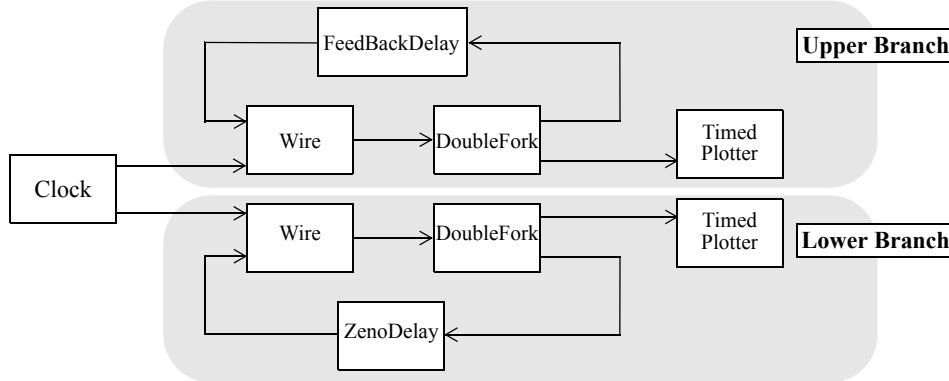 FeedBackDelay
Upper Branch
Wire
DoubleFork
Timed
Plotter
Clock
Wire
DoubleFork
Timed
Plotter
Lower Branch
ZenoDelay